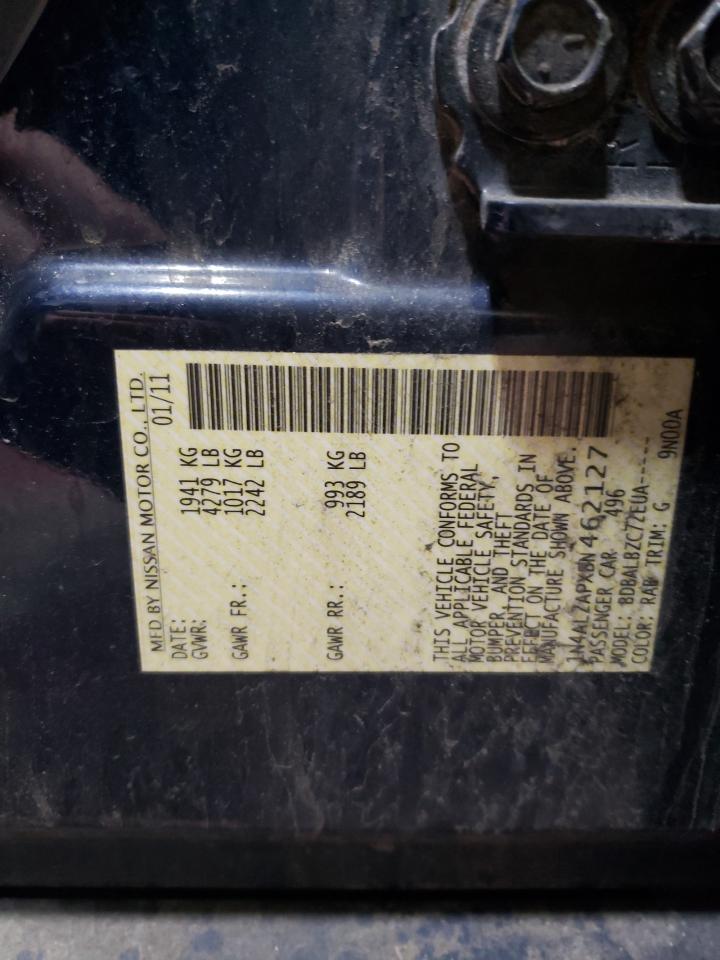 MFD BY NISSAN MOTOR CO., LTD.
DATE: 01/11
GVWR: 1941 KG
4279 LB
GAWR FR.: 1017 KG
2242 LB
GAWR RR.: 993 KG
2189 LB
THIS VEHICLE CONFORMS TO
ALL APPLICABLE FEDERAL
MOTOR VEHICLE SAFETY,
BUMPER, AND THEFT
PREVENTION STANDARDS IN
EFFECT ON THE DATE OF
MANUFACTURE SHOWN ABOVE.
1N4AL2APXBN462127
PASSENGER CAR 496
MODEL: BDBALBZC7ZEUA-----
COLOR: RAB TRIM: G 9N00A